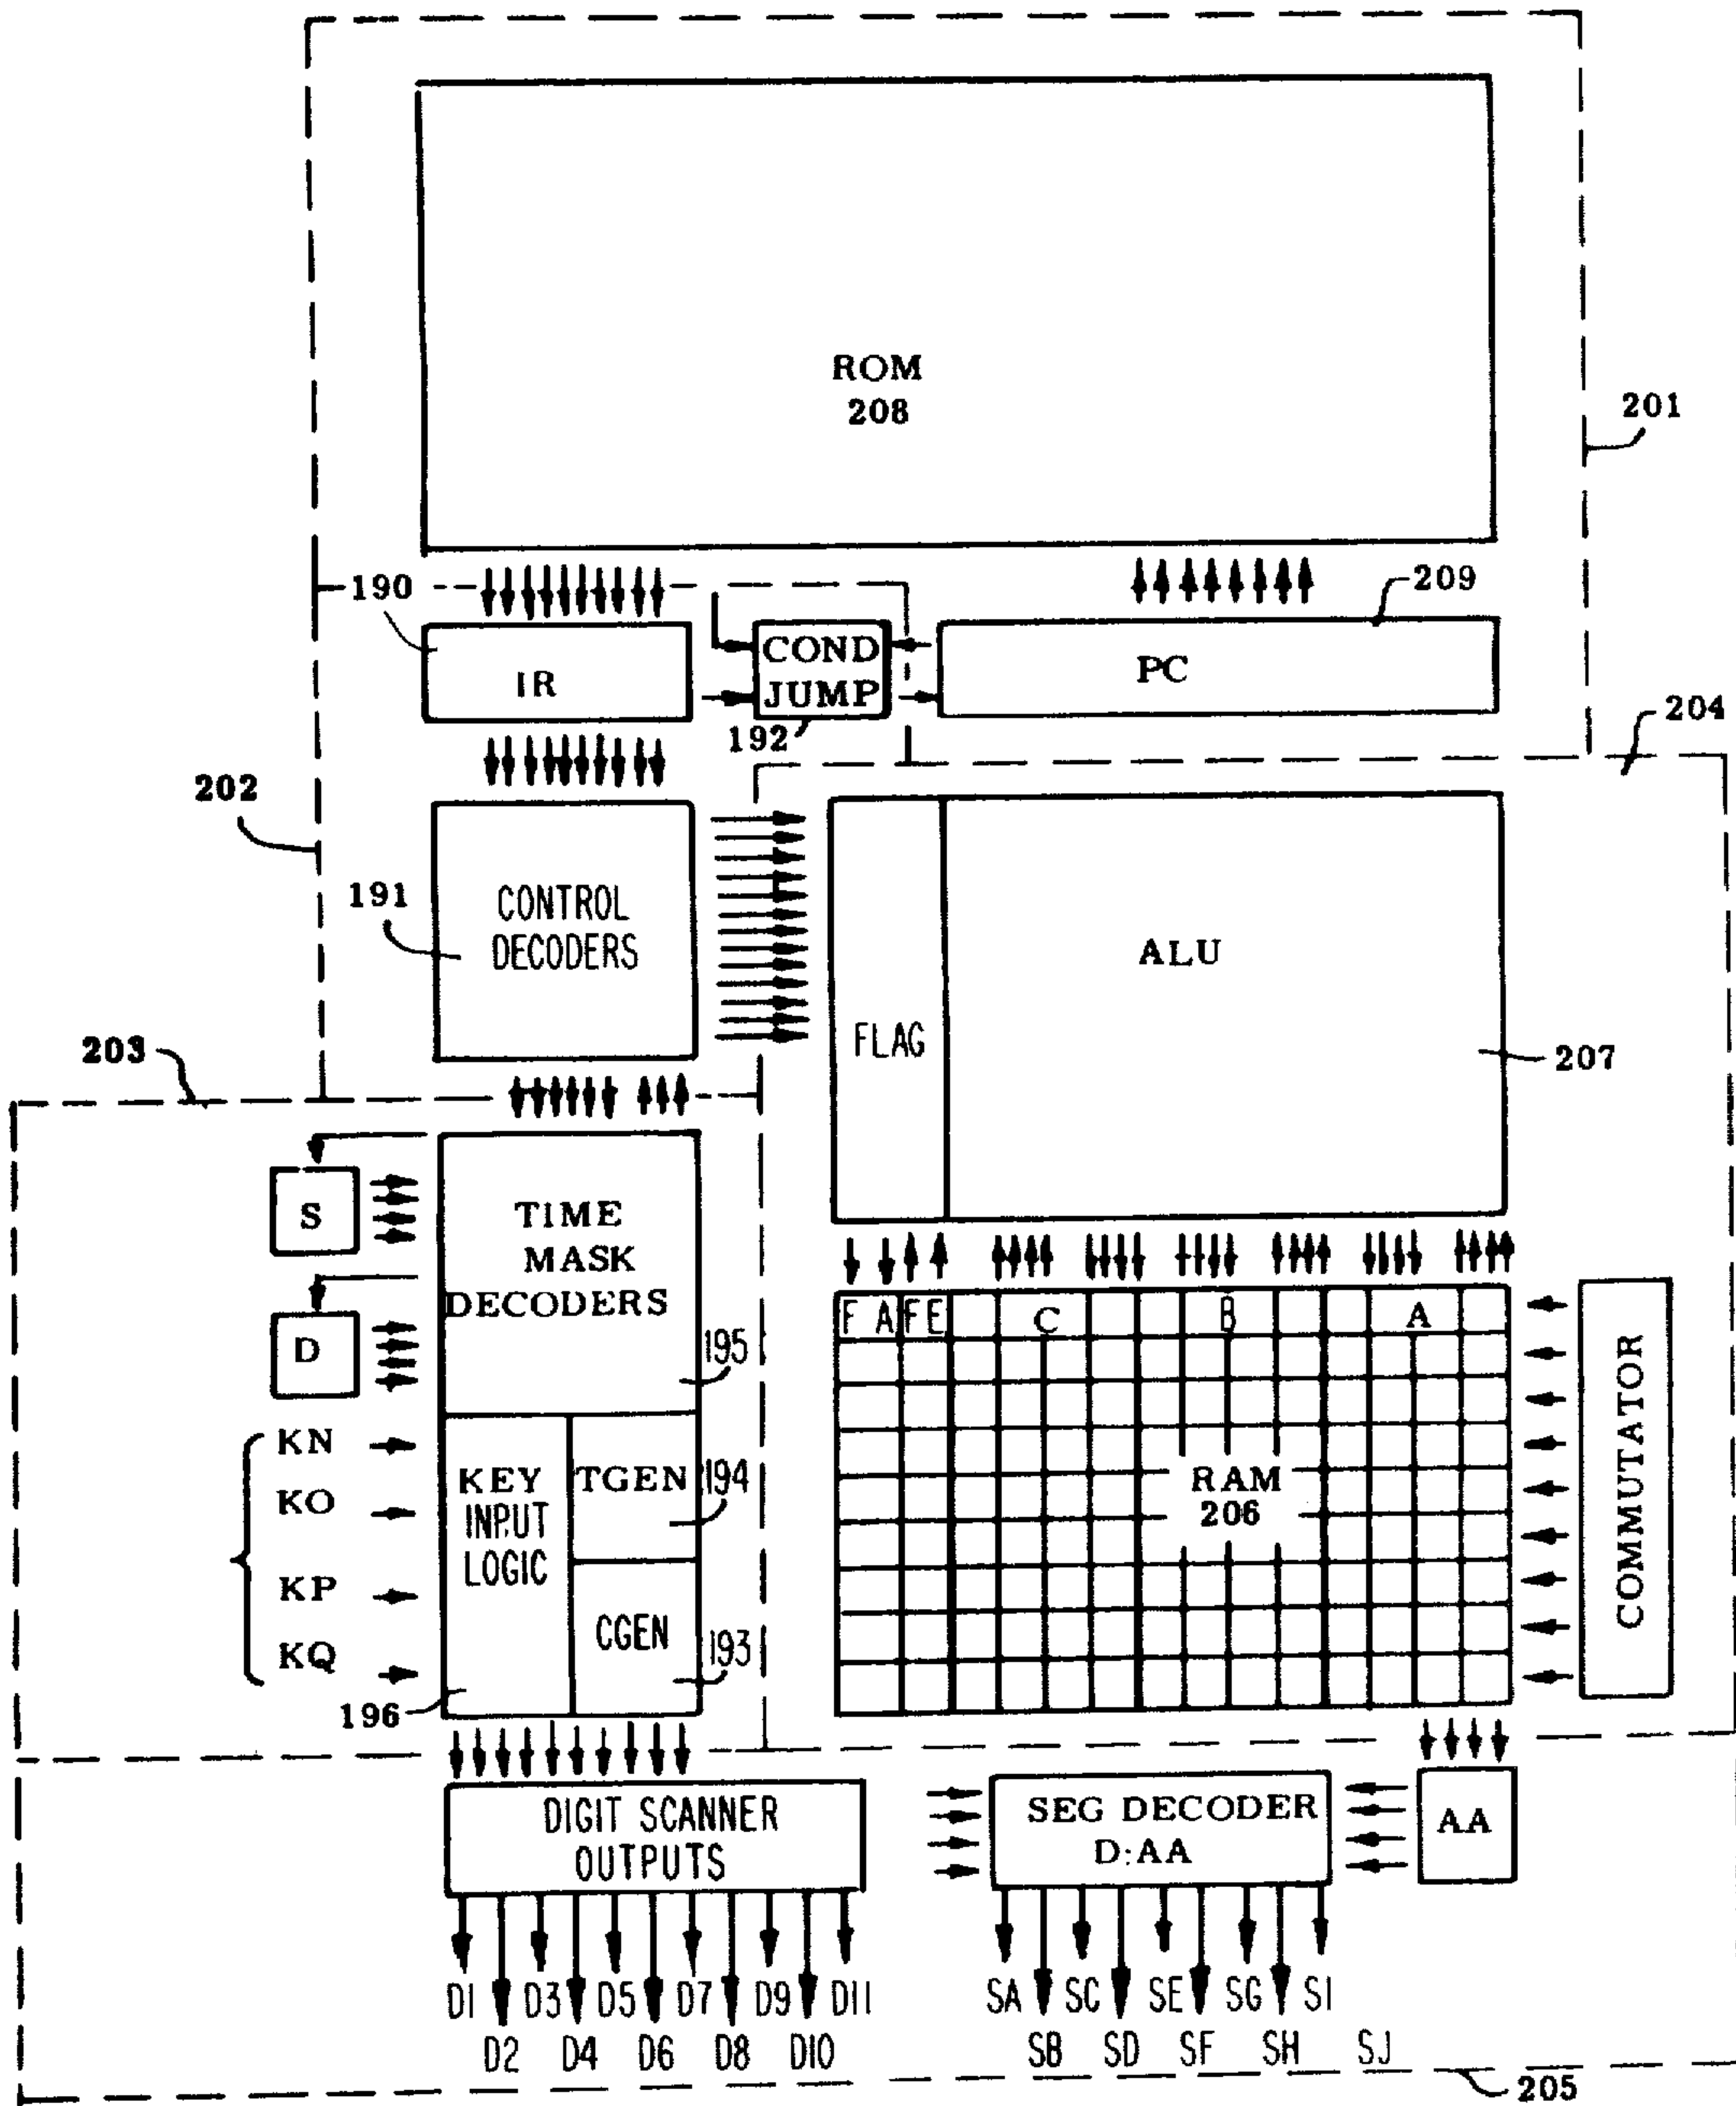 ROM
208
201
190
209
IR
COND
JUMP
192
PC
204
202
191
CONTROL
DECODERS
ALU
FLAG
207
203
S
TIME
MASK
DECODERS
195
D
F A F E C B A
COMMUTATOR
KN
KO
KP
KQ
KEY
INPUT
LOGIC
TGEN
194
CGEN
193
196
RAM
206
DIGIT SCANNER
OUTPUTS
SEG DECODER
D:AA
AA
D1 D3 D5 D7 D9 D11
D2 D4 D6 D8 D10
SA SC SE SG SI
SB SD SF SH SJ
205